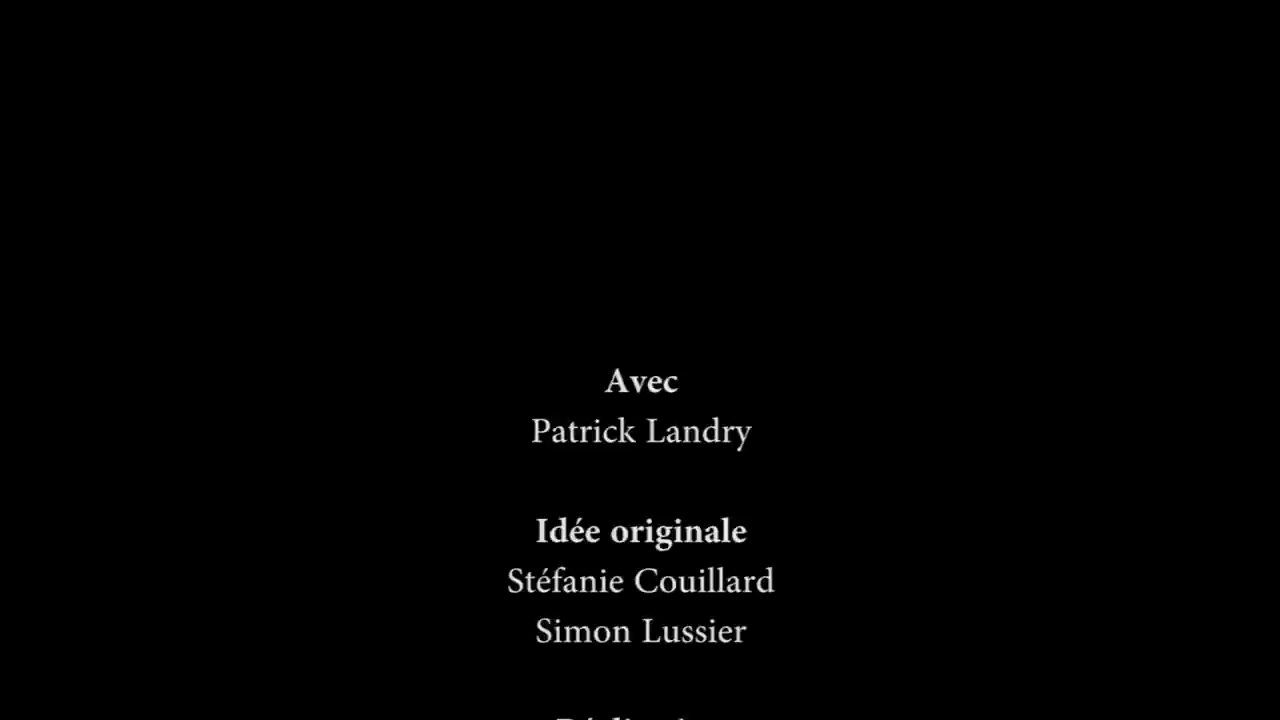 Avec
Patrick Landry
Idée originale
Stéfanie Couillard
Simon Lussier